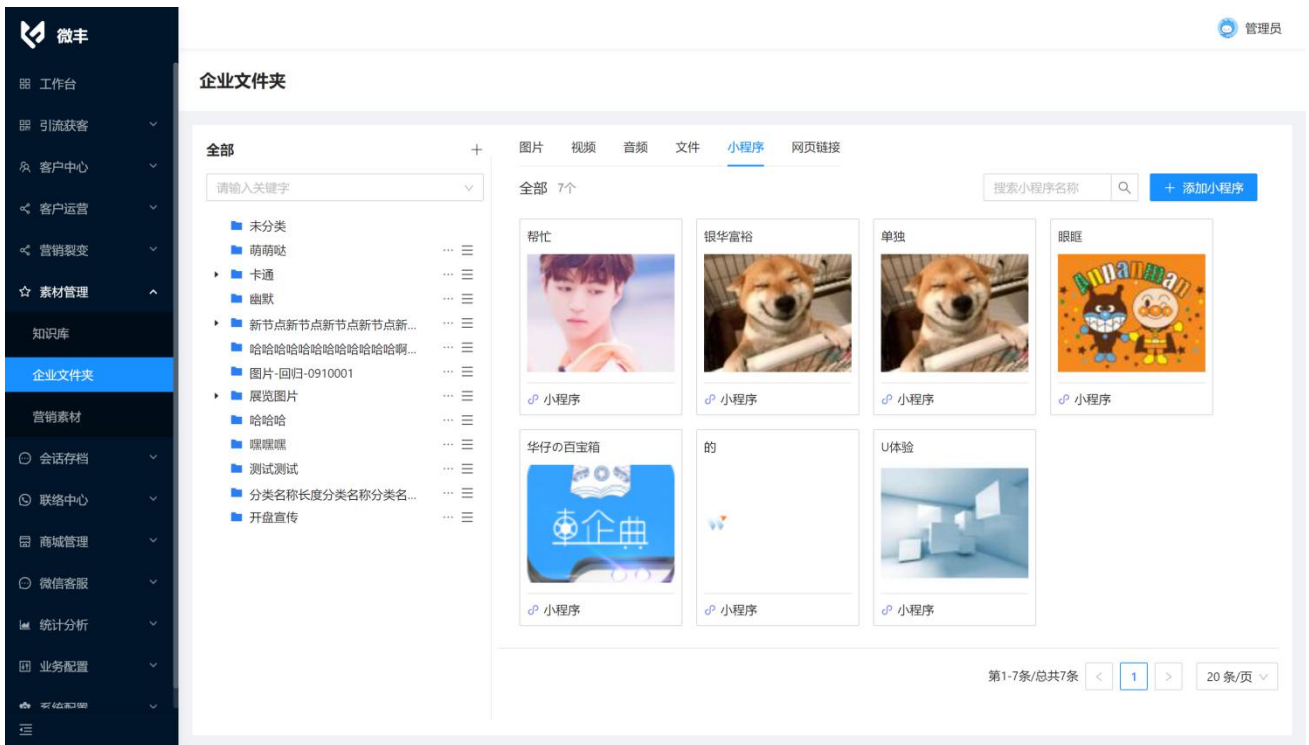 微丰
管理员
工作台
引流获客
客户中心
客户运营
营销裂变
素材管理
知识库
企业文件夹
营销素材
会话存档
联络中心
商城管理
微信客服
统计分析
业务配置
系统配置
企业文件夹
全部
请输入关键字
未分类
萌萌哒
卡通
幽默
新节点新节点新节点新节点新...
哈哈哈哈哈哈哈哈哈哈哈啊...
图片-回归-0910001
展览图片
哈哈哈
嘿嘿嘿
测试测试
分类名称长度分类名称分类名...
开盘宣传
图片 视频 音频 文件 小程序 网页链接
全部 7个
搜索小程序名称
+ 添加小程序
帮忙 银华富裕 单独 眼眶
Anpanman
小程序 小程序 小程序 小程序
华仔の百宝箱 的 U体验
車企典
小程序 小程序 小程序
第1-7条/总共7条 < 1 > 20 条/页